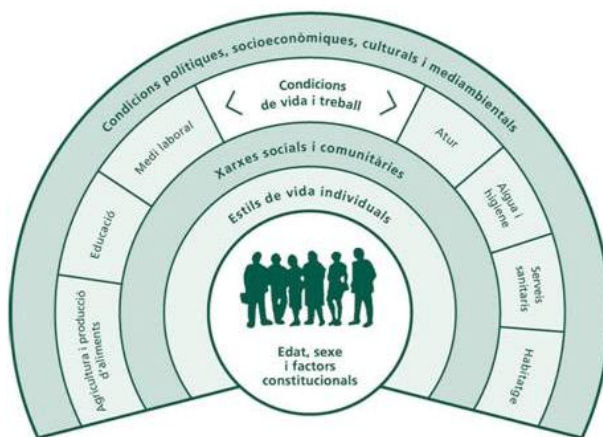 Condicions polítiques, socioeconòmiques, culturals i mediambientals
Condicions
de vida i treball
Agricultura i producció
d'aliments
Educació
Medi laboral
Atur
Aigua i
higiene
Serveis
sanitaris
Habitatge
Xarxes socials i comunitàries
Estils de vida individuals
Edat, sexe
i factors
constitucionals